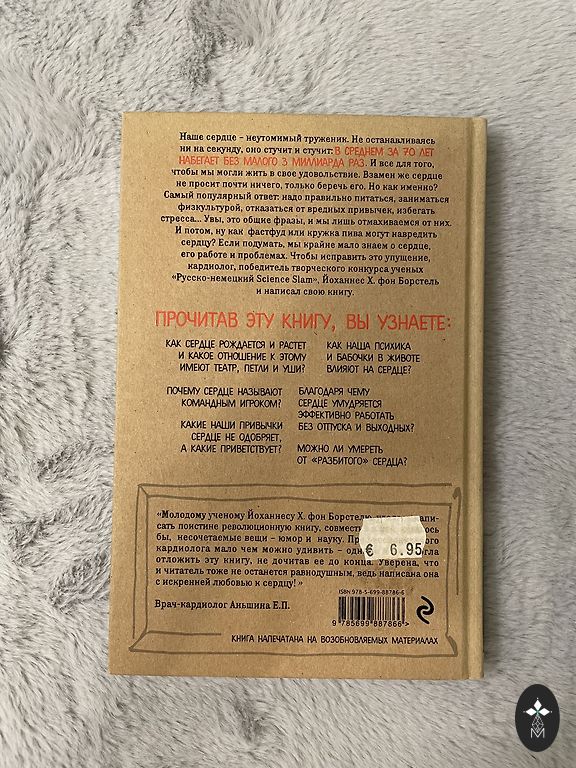 Наше сердце – неутомимый труженик. Не останавливаясь
ни на секунду, оно стучит и стучит: В СРЕДНЕМ ЗА 70 ЛЕТ
НАБЕГАЕТ БЕЗ МАЛОГО 3 МИЛЛИАРДА РАЗ. И все для того,
чтобы мы могли жить в свое удовольствие. Взамен же сердце
не просит почти ничего, только беречь его. Но как именно?
Самый популярный ответ: надо правильно питаться, заниматься
физкультурой, отказаться от вредных привычек, избегать
стресса... Увы, это общие фразы, и мы лишь отмахиваемся от них.
И потом, ну как фастфуд или кружка пива могут навредить
сердцу? Если подумать, мы крайне мало знаем о сердце,
его работе и проблемах. Чтобы исправить это упущение,
кардиолог, победитель творческого конкурса ученых
«Русско-немецкий Science Slam», Йоханнес Х. фон Борстель
и написал свою книгу.
ПРОЧИТАВ ЭТУ КНИГУ, ВЫ УЗНАЕТЕ:
КАК СЕРДЦЕ РОЖДАЕТСЯ И РАСТЕТ
И КАКОЕ ОТНОШЕНИЕ К ЭТОМУ
ИМЕЮТ ТЕАТР, ПЕТЛИ И УШИ?
КАК НАША ПСИХИКА
И БАБОЧКИ В ЖИВОТЕ
ВЛИЯЮТ НА СЕРДЦЕ?
ПОЧЕМУ СЕРДЦЕ НАЗЫВАЮТ
КОМАНДНЫМ ИГРОКОМ?
БЛАГОДАРЯ ЧЕМУ
СЕРДЦЕ УМУДРЯЕТСЯ
ЭФФЕКТИВНО РАБОТАТЬ
БЕЗ ОТПУСКА И ВЫХОДНЫХ?
КАКИЕ НАШИ ПРИВЫЧКИ
СЕРДЦЕ НЕ ОДОБРЯЕТ,
А КАКИЕ ПРИВЕТСТВУЕТ?
МОЖНО ЛИ УМЕРЕТЬ
ОТ «РАЗБИТОГО» СЕРДЦА?
«Молодому ученому Йоханнесу Х. фон Борстелю
сать поистине революционную книгу,
бы, несочетаемые вещи – юмор и науку.
кардиолога мало чем можно удивить –
отложить эту книгу, не дочитав ее до конца. Уверена, что
и читатель тоже не останется равнодушным, ведь написана она
с искренней любовью к сердцу!»
€ 6.95
Врач-кардиолог Аньшина Е.П.
ISBN 978-5-699-88786-6
9 785699 887866 >
КНИГА НАПЕЧАТАНА НА ВОЗОБНОВЛЯЕМЫХ МАТЕРИАЛАХ
M